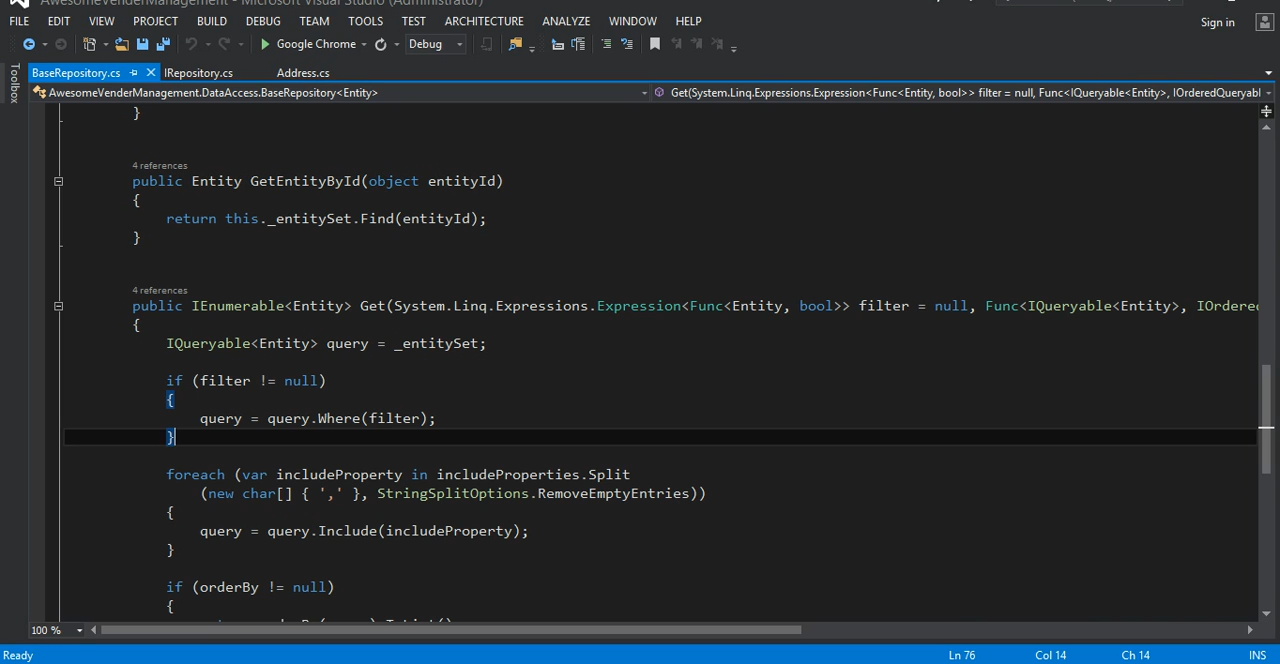 AwesomeVenderManagement - Microsoft Visual Studio (Administrator)
FILE EDIT VIEW PROJECT BUILD DEBUG TEAM TOOLS TEST ARCHITECTURE ANALYZE WINDOW HELP
Sign in
Google Chrome Debug
Toolbox
BaseRepository.cs IRepository.cs Address.cs
AwesomeVenderManagement.DataAccess.BaseRepository<Entity> Get(System.Linq.Expressions.Expression<Func<Entity, bool>> filter = null, Func<IQueryable<Entity>, IOrderedQueryabl
}
4 references
public Entity GetEntityById(object entityId)
{
return this._entitySet.Find(entityId);
}
4 references
public IEnumerable<Entity> Get(System.Linq.Expressions.Expression<Func<Entity, bool>> filter = null, Func<IQueryable<Entity>, IOrdere
{
IQueryable<Entity> query = _entitySet;
if (filter != null)
{
query = query.Where(filter);
}
foreach (var includeProperty in includeProperties.Split
(new char[] { ',' }, StringSplitOptions.RemoveEmptyEntries))
{
query = query.Include(includeProperty);
}
if (orderBy != null)
{
100 %
Ready Ln 76 Col 14 Ch 14 INS